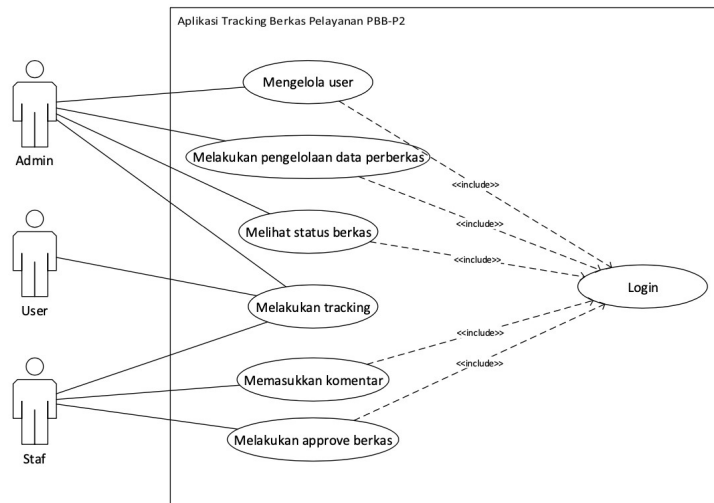 Aplikasi Tracking Berkas Pelayanan PBB-P2
Mengelola user
Admin
Melakukan pengelolaan data perberkas
<<include>>
<<include>>
Melihat status berkas
<<include>>
User
Melakukan tracking
Login
<<include>>
Memasukkan komentar
<<include>>
Melakukan approve berkas
Staf